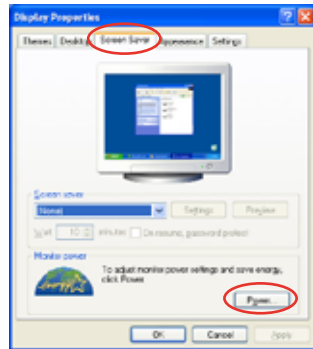 Display Properties
Themes Desktop Screen Saver Appearance Settings
Screen saver
(None)
Settings Preview
Wait 10 minutes On resume, password protect
Monitor power
To adjust monitor power settings and save energy,
click Power.
Power...
OK Cancel Apply